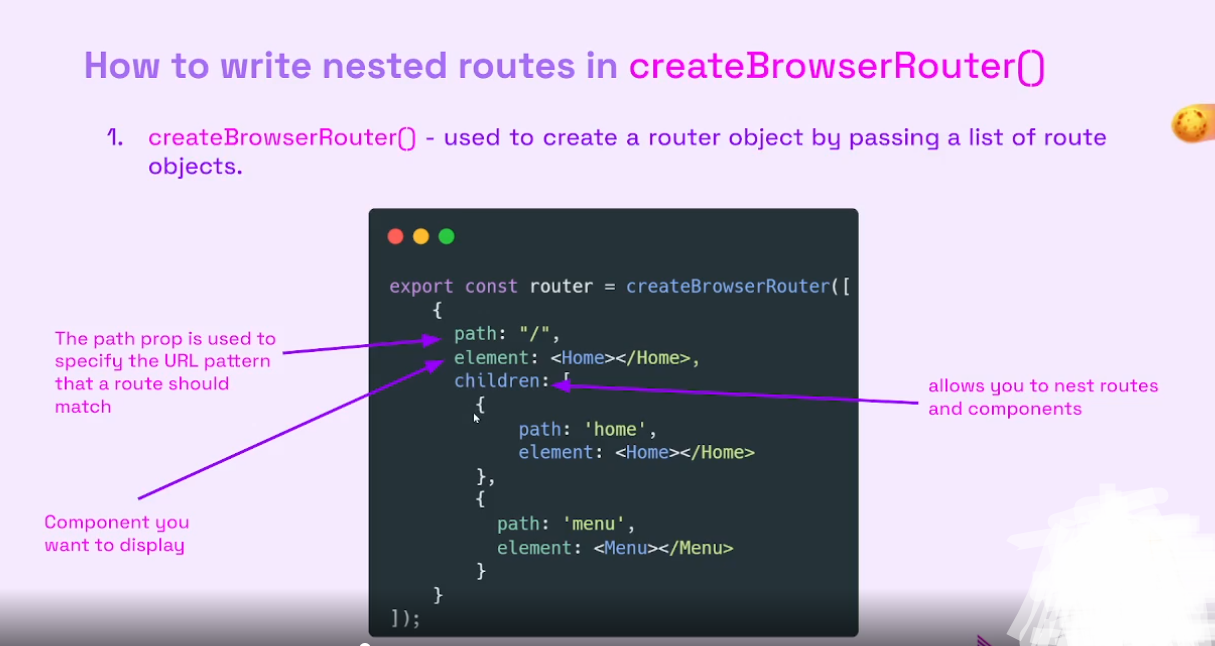 How to write nested routes in createBrowserRouter()
1. createBrowserRouter() - used to create a router object by passing a list of route
objects.
export const router = createBrowserRouter([
{
path: "/",
element: <Home></Home>,
children: [
{
path: 'home',
element: <Home></Home>
},
{
path: 'menu',
element: <Menu></Menu>
}
}
]);
The path prop is used to
specify the URL pattern
that a route should
match
Component you
want to display
allows you to nest routes
and components